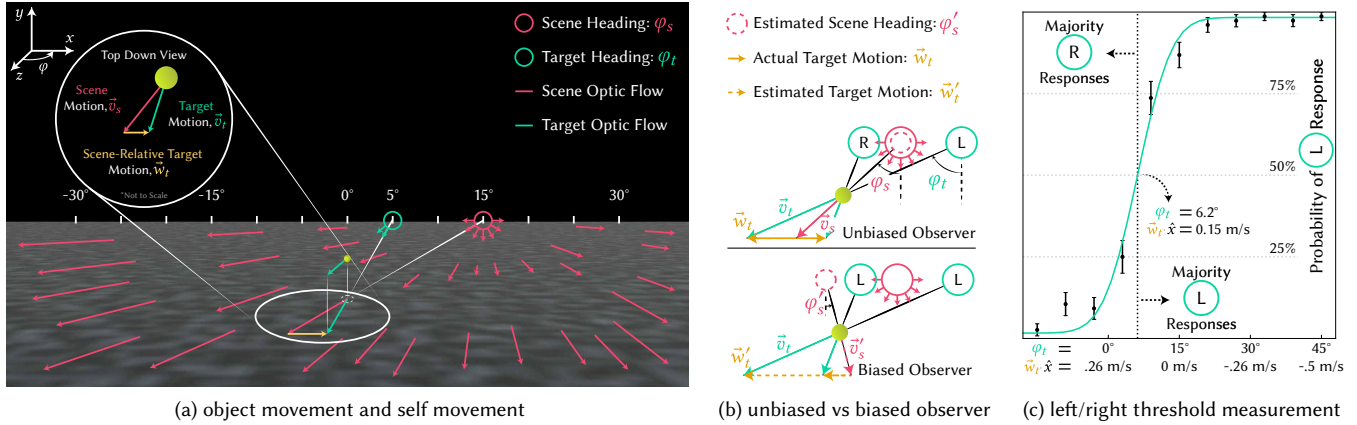 y
x
z
φ
Top Down View
Scene
Motion, v⃗s
Target
Motion, v⃗t
Scene-Relative Target
Motion, w⃗t
*Not to Scale
Scene Heading: φs
Target Heading: φt
Scene Optic Flow
Target Optic Flow
-30° -15° 0° 5° 15° 30°
(a) object movement and self movement
Estimated Scene Heading: φ′s
Actual Target Motion: w⃗t
Estimated Target Motion: w⃗′t
R L
φs φt
w⃗t v⃗t v⃗s
Unbiased Observer
L L
φ′s
w⃗′t v⃗t v⃗′s
Biased Observer
(b) unbiased vs biased observer
Majority
R
Responses
75%
50%
25%
Probability of L Response
φt = 6.2°
w⃗t· x̂ = 0.15 m/s
Majority
L
Responses
φt = 0° 15° 30° 45°
w⃗t· x̂ = .26 m/s 0 m/s -.26 m/s -.5 m/s
(c) left/right threshold measurement